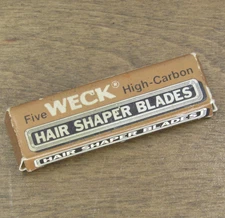 Five WECK® High-Carbon
HAIR SHAPER BLADES
HAIR SHAPER BLADES